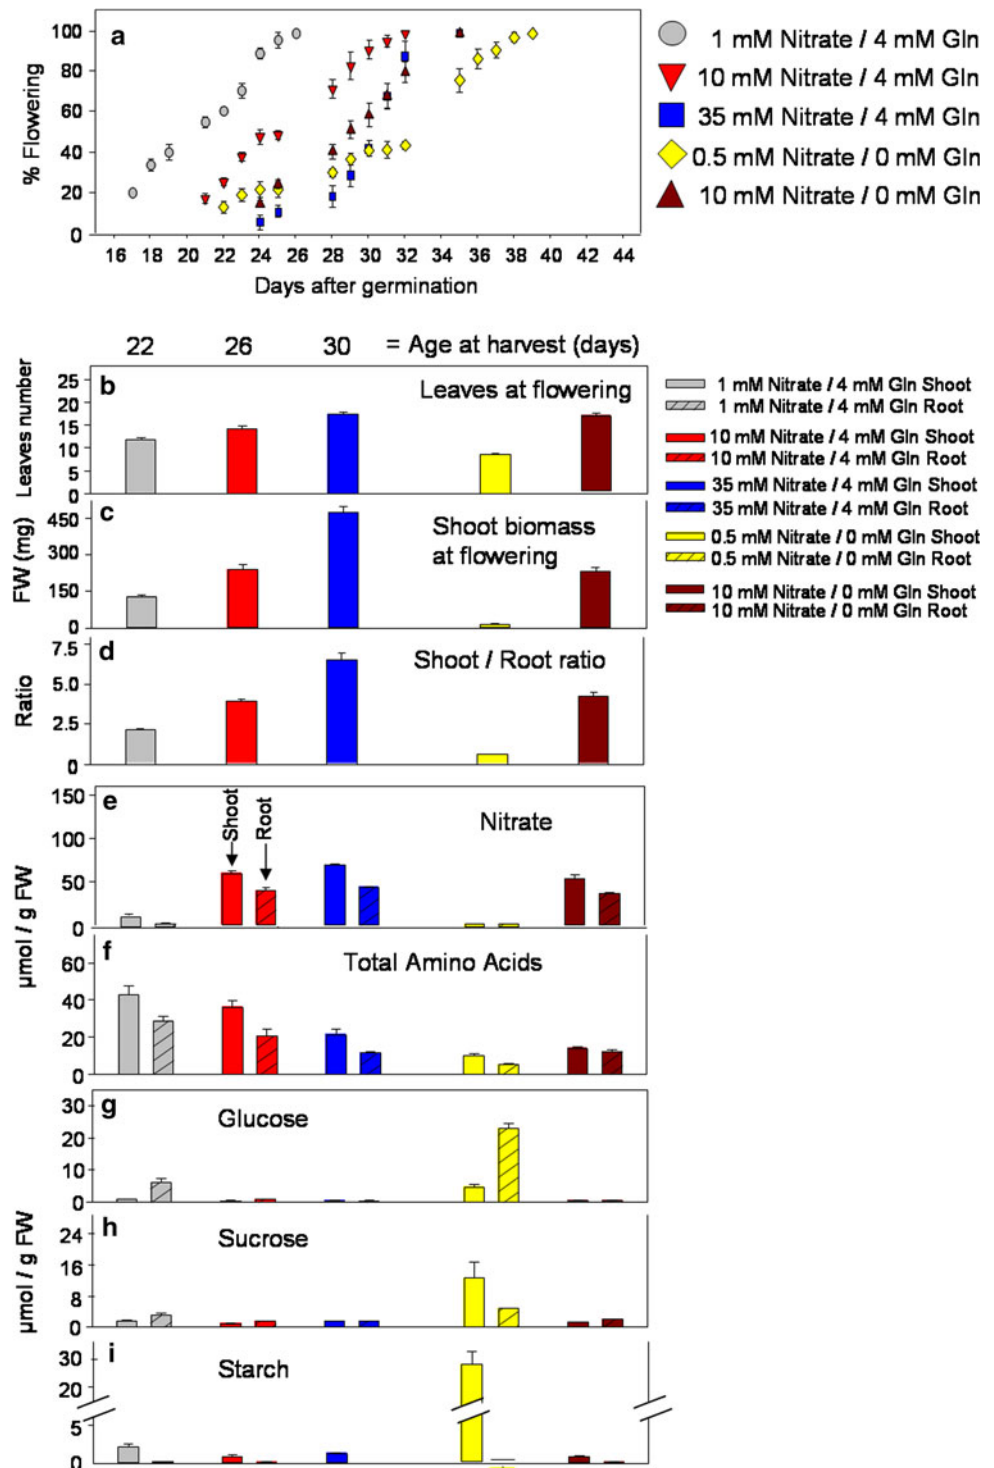 a
100
80
60
40
20
0
% Flowering
16 18 20 22 24 26 28 30 32 34 36 38 40 42 44
Days after germination
1 mM Nitrate / 4 mM Gln
10 mM Nitrate / 4 mM Gln
35 mM Nitrate / 4 mM Gln
0.5 mM Nitrate / 0 mM Gln
10 mM Nitrate / 0 mM Gln
22 26 30 = Age at harvest (days)
b
Leaves at flowering
Leaves number
25
20
15
10
5
0
c
Shoot biomass
at flowering
FW (mg)
450
300
150
0
d
Shoot / Root ratio
Ratio
7.5
5.0
2.5
0
1 mM Nitrate / 4 mM Gln Shoot
1 mM Nitrate / 4 mM Gln Root
10 mM Nitrate / 4 mM Gln Shoot
10 mM Nitrate / 4 mM Gln Root
35 mM Nitrate / 4 mM Gln Shoot
35 mM Nitrate / 4 mM Gln Root
0.5 mM Nitrate / 0 mM Gln Shoot
0.5 mM Nitrate / 0 mM Gln Root
10 mM Nitrate / 0 mM Gln Shoot
10 mM Nitrate / 0 mM Gln Root
e
Shoot
Root
Nitrate
150
100
50
0
µmol / g FW
f
Total Amino Acids
60
40
20
0
g
Glucose
30
20
10
0
h
Sucrose
24
16
8
0
µmol / g FW
i
Starch
30
20
5
0